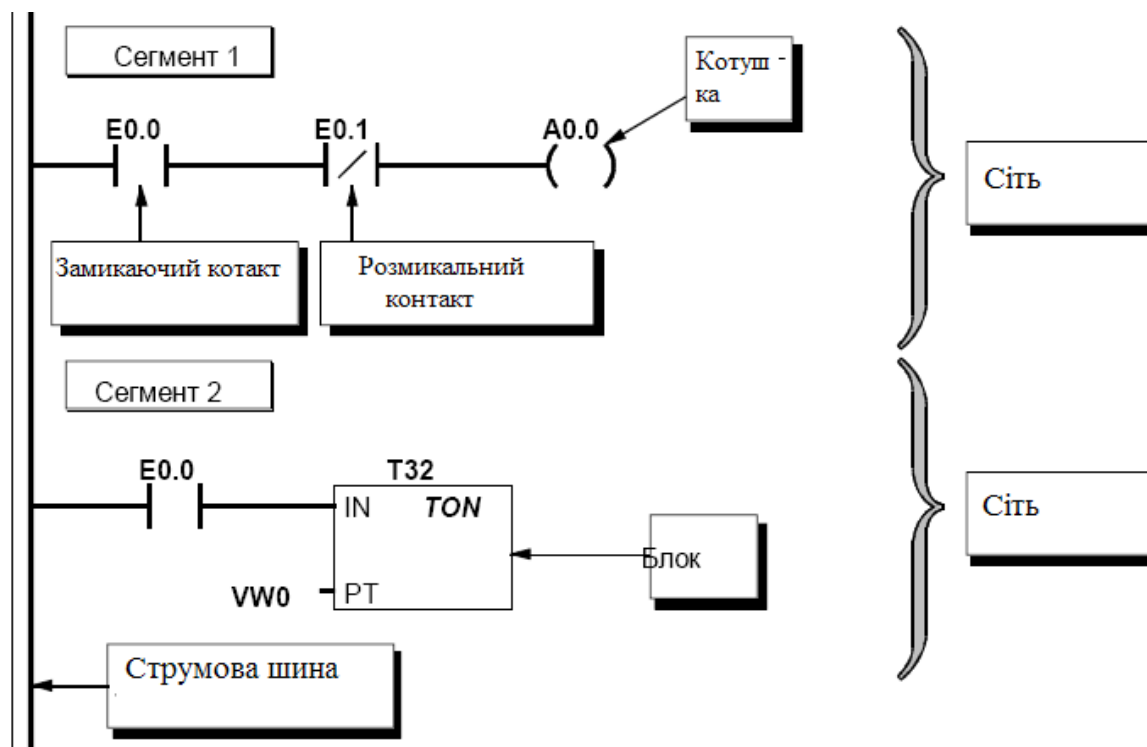 Сегмент 1
Котуш -
ка
E0.0
E0.1
A0.0
Сіть
Замикаючий котакт
Розмикальний
контакт
Сегмент 2
E0.0
T32
IN
TON
Сіть
Блок
VW0
PT
Струмова шина